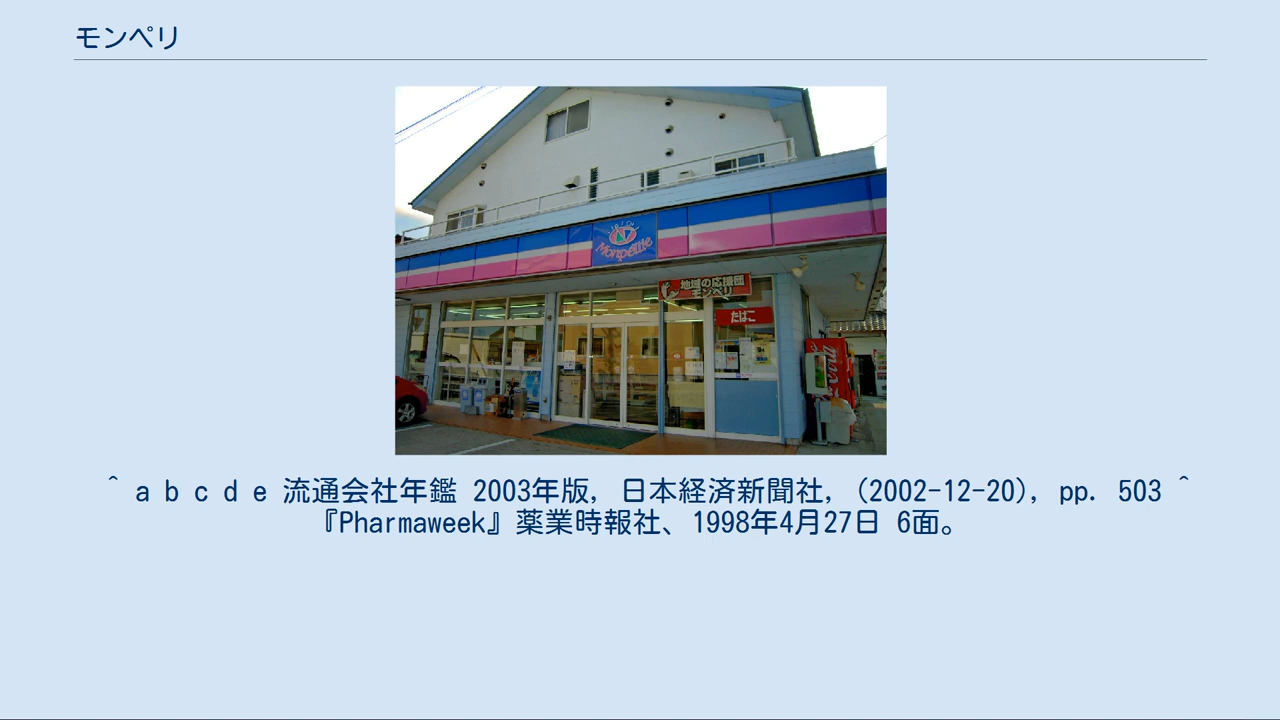 モンペリ
Monpelite
地域の応援団
モンペリ
たばこ
^ a b c d e 流通会社年鑑 2003年版, 日本経済新聞社, (2002-12-20), pp. 503 ^
『Pharmaweek』薬業時報社、1998年4月27日 6面。